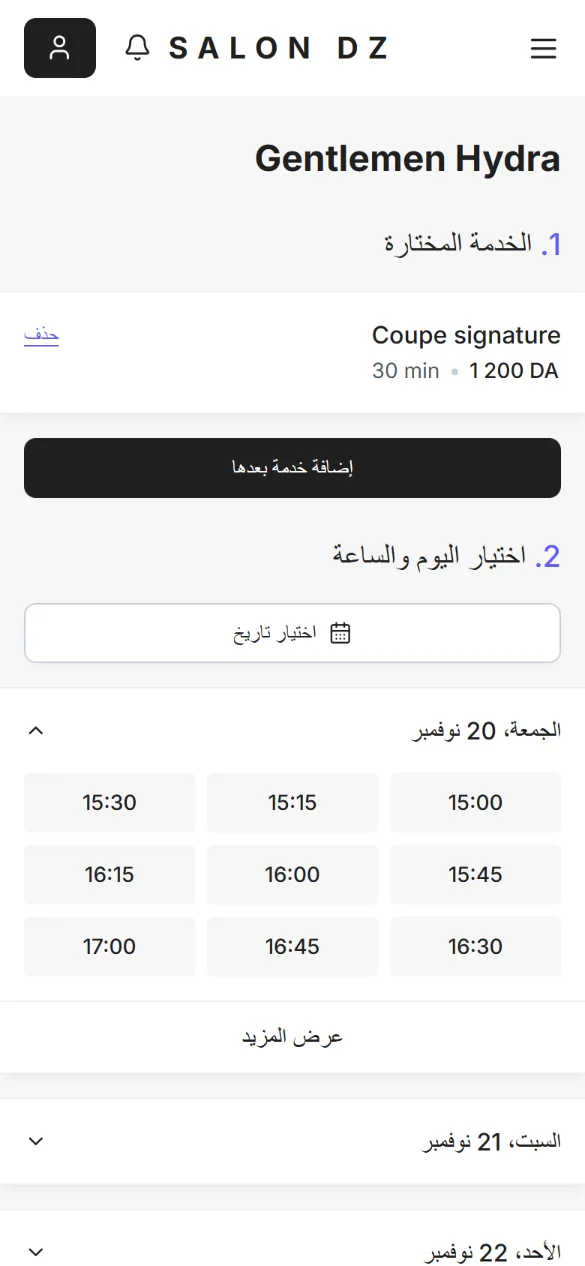 SALON DZ
Gentlemen Hydra
1. الخدمة المختارة
Coupe signature
حذف
30 min • 1 200 DA
إضافة خدمة بعدها
2. اختيار اليوم والساعة
اختيار تاريخ
الجمعة، 20 نوفمبر
15:00 15:15 15:30
15:45 16:00 16:15
16:30 16:45 17:00
عرض المزيد
السبت، 21 نوفمبر
الأحد، 22 نوفمبر